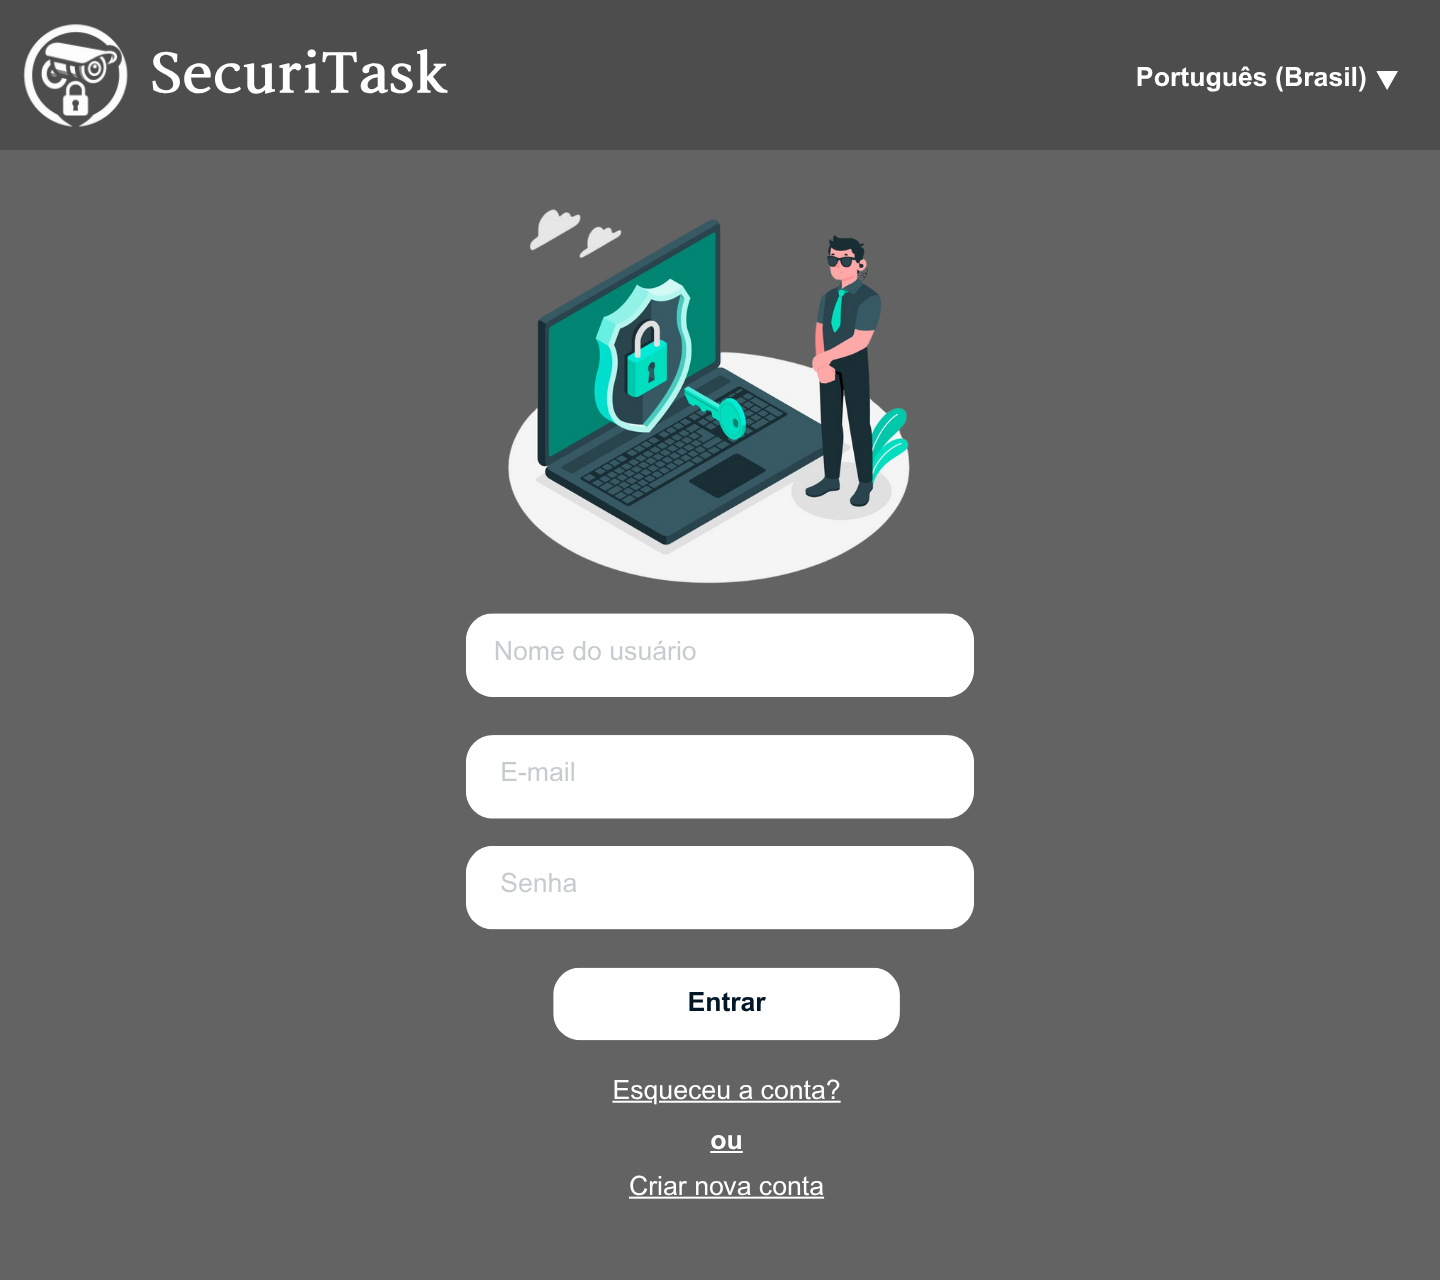 SecuriTask
Português (Brasil)
Nome do usuário
E-mail
Senha
Entrar
Esqueceu a conta?
ou
Criar nova conta